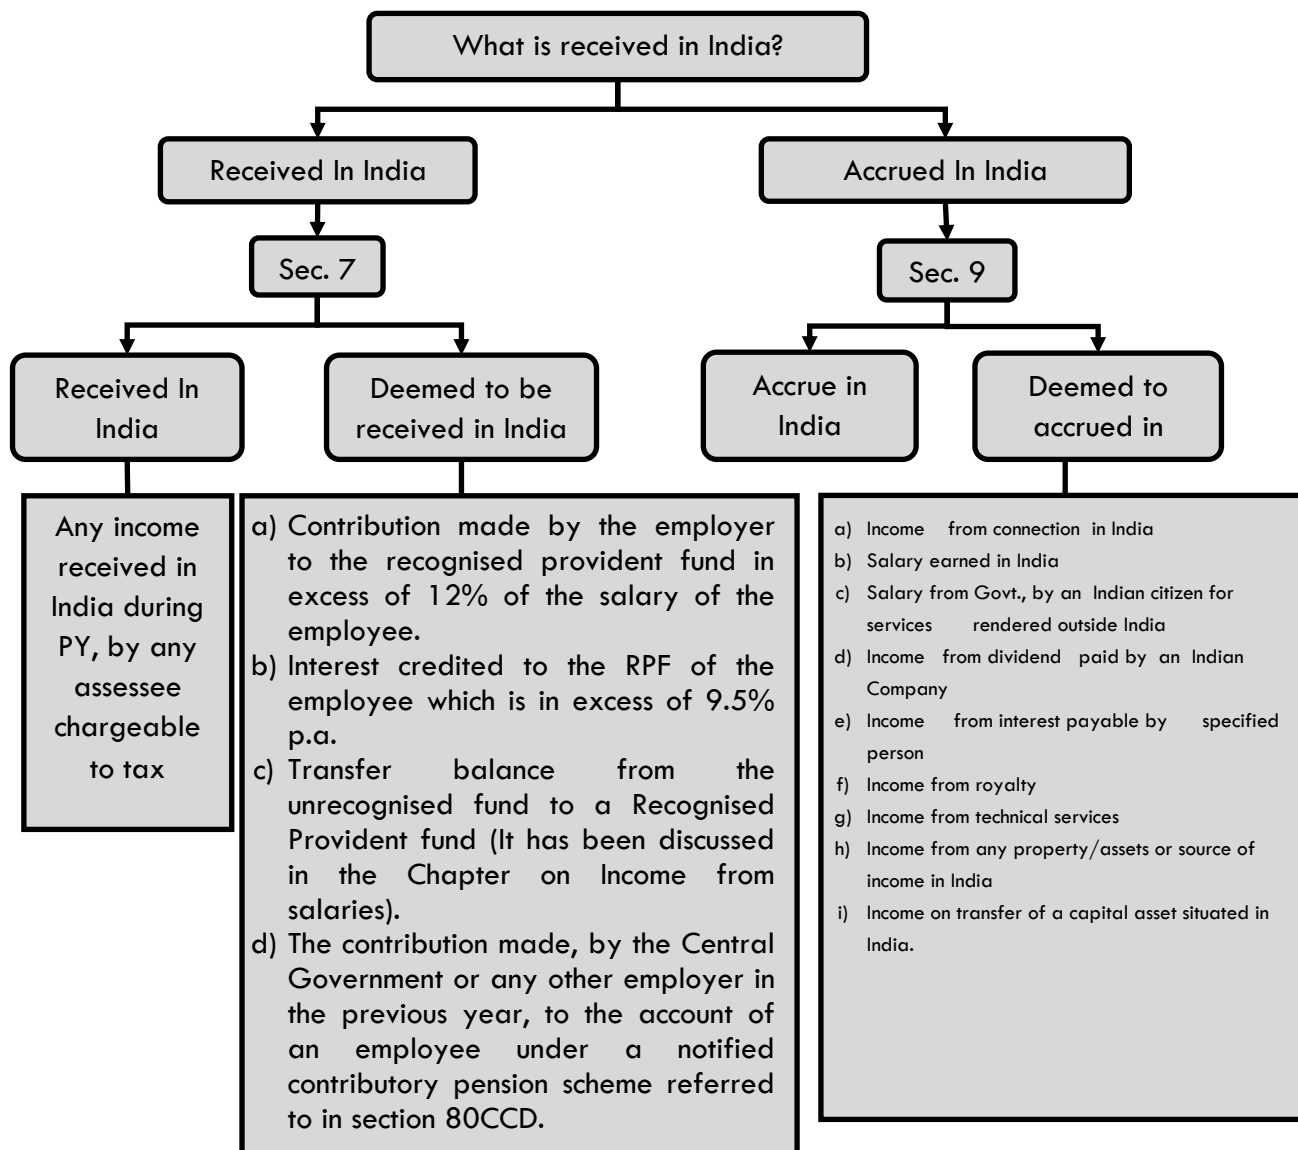 What is received in India?
Received In India
Accrued In India
Sec. 7
Sec. 9
Received In
India
Deemed to be
received in India
Accrue in
India
Deemed to
accrued in
Any income
received in
India during
PY, by any
assessee
chargeable
to tax
a) Contribution made by the employer
to the recognised provident fund in
excess of 12% of the salary of the
employee.
b) Interest credited to the RPF of the
employee which is in excess of 9.5%
p.a.
c) Transfer balance from the
unrecognised fund to a Recognised
Provident fund (It has been discussed
in the Chapter on Income from
salaries).
d) The contribution made, by the Central
Government or any other employer in
the previous year, to the account of
an employee under a notified
contributory pension scheme referred
to in section 80CCD.
a) Income from connection in India
b) Salary earned in India
c) Salary from Govt., by an Indian citizen for
services rendered outside India
d) Income from dividend paid by an Indian
Company
e) Income from interest payable by specified
person
f) Income from royalty
g) Income from technical services
h) Income from any property/assets or source of
income in India
i) Income on transfer of a capital asset situated in
India.